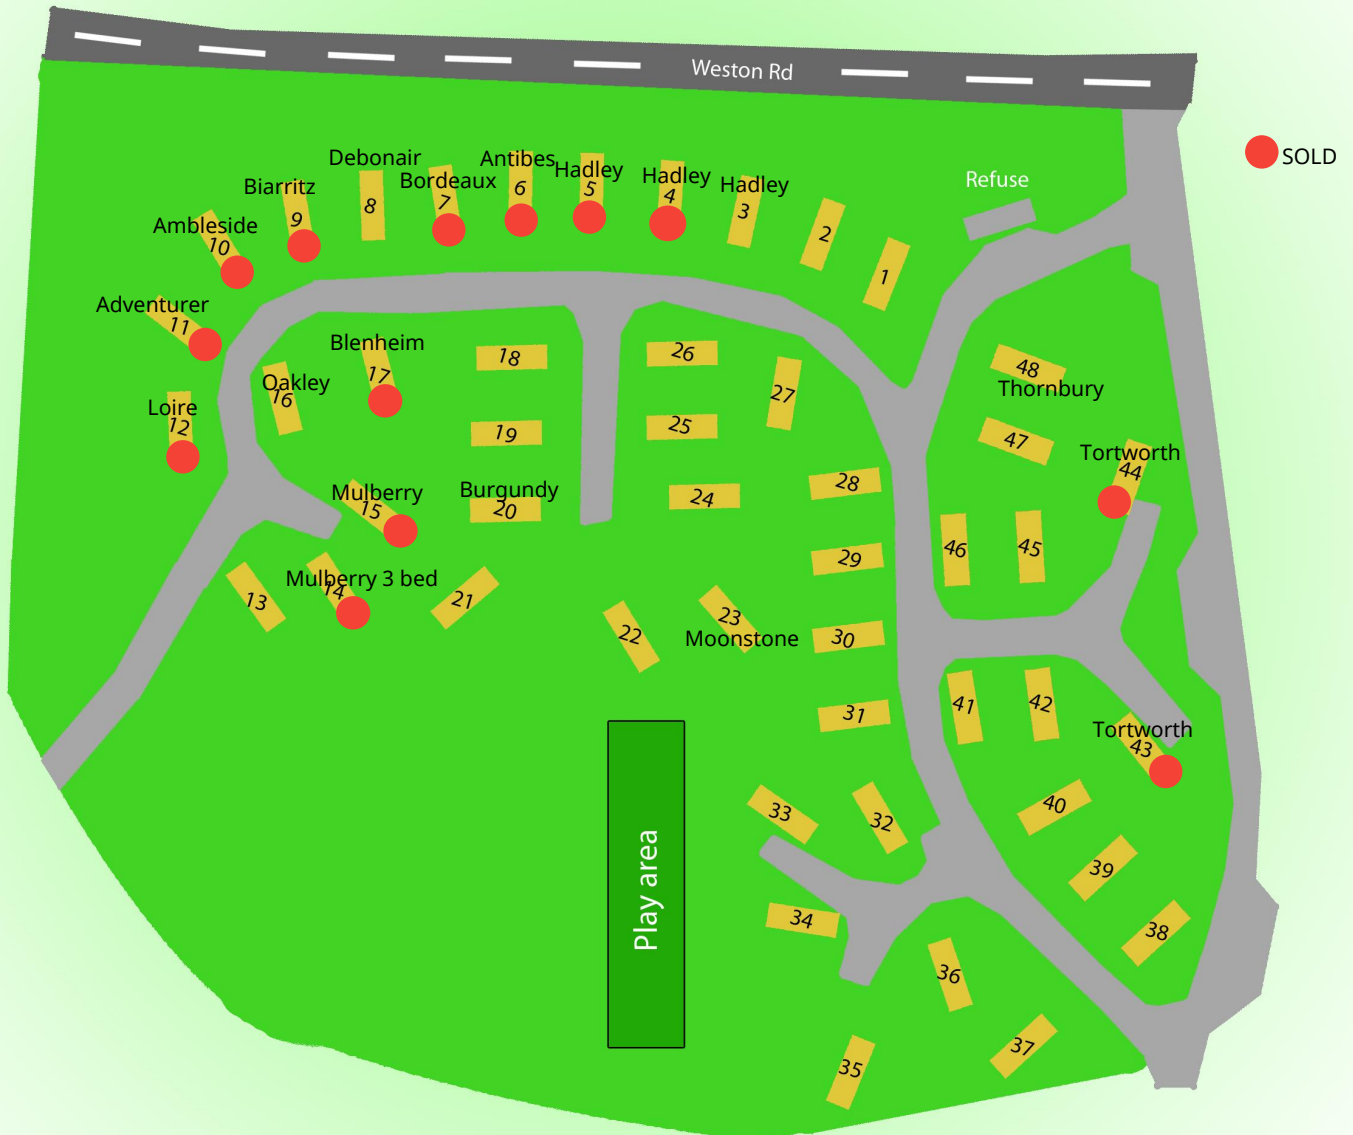 Weston Rd
SOLD
Refuse
Debonair
8
Bordeaux
7
Antibes
6
Hadley
5
Hadley
4
Hadley
3
2
1
Biarritz
9
Ambleside
10
Adventurer
11
Loire
12
Oakley
16
Blenheim
17
18
19
Burgundy
20
Mulberry
15
Mulberry 3 bed
14
13
21
22
23
Moonstone
24
25
26
27
28
29
30
31
32
33
34
35
36
37
38
39
40
41
42
Tortworth
43
Tortworth
44
45
46
47
48
Thornbury
Play area